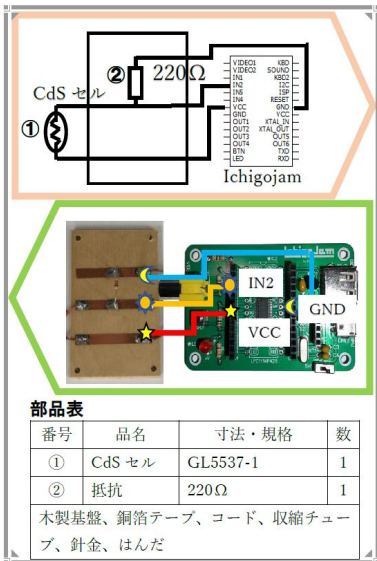 ② 220Ω
CdS セル
①
VIDEO1 KBD
VIDEO2 SOUND
IN1 KBD2
IN2 I2C
IN3 ISP
IN4 RESET
VCC GND
GND VCC
OUT1 XTAL_IN
OUT2 XTAL_OUT
OUT3 OUT5
OUT4 OUT6
BTN TXD
LED RXD
Ichigojam
IN2
GND
VCC
部品表
番号 品名 寸法・規格 数
① CdS セル GL5537-1 1
② 抵抗 220Ω 1
木製基盤、銅箔テープ、コード、収縮チュー
ブ、針金、はんだ